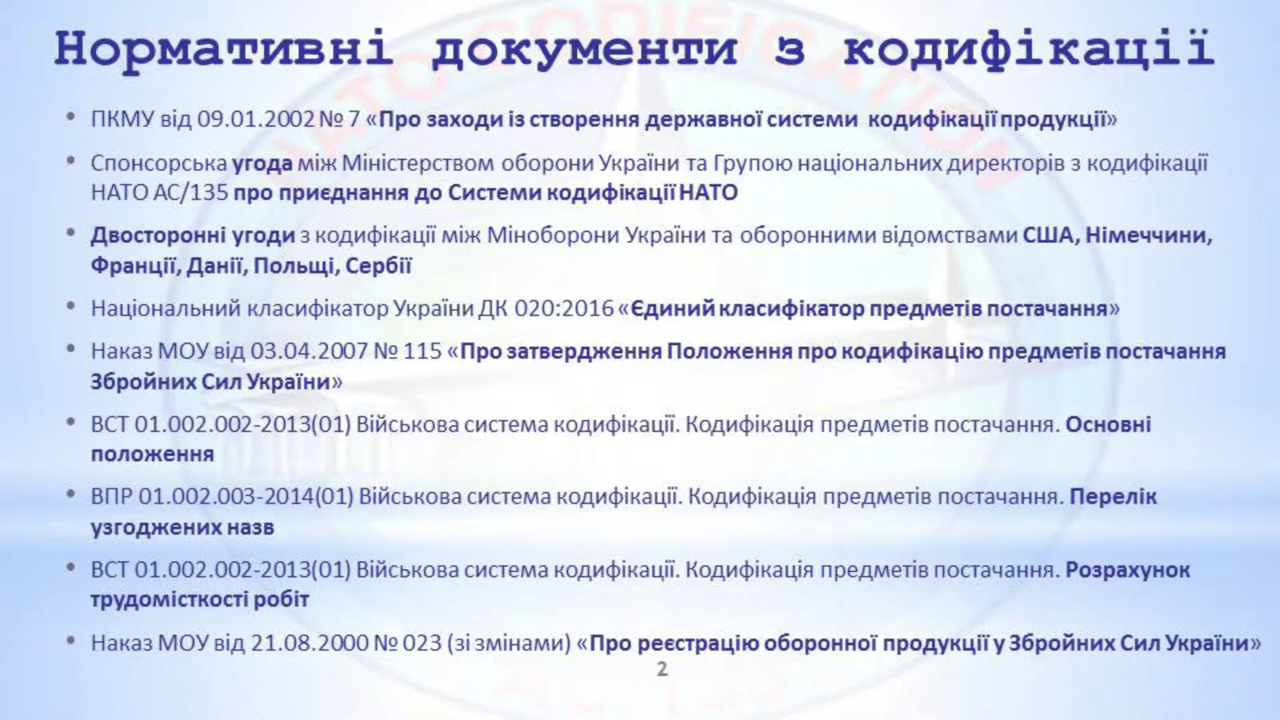 Нормативні документи з кодифікації
• ПКМУ від 09.01.2002 № 7 «Про заходи із створення державної системи кодифікації продукції»
• Спонсорська угода між Міністерством оборони України та Групою національних директорів з кодифікації
НАТО АС/135 про приєднання до Системи кодифікації НАТО
• Двосторонні угоди з кодифікації між Міноборони України та оборонними відомствами США, Німеччини,
Франції, Данії, Польщі, Сербії
• Національний класифікатор України ДК 020:2016 «Єдиний класифікатор предметів постачання»
• Наказ МОУ від 03.04.2007 № 115 «Про затвердження Положення про кодифікацію предметів постачання
Збройних Сил України»
• ВСТ 01.002.002-2013(01) Військова система кодифікації. Кодифікація предметів постачання. Основні
положення
• ВПР 01.002.003-2014(01) Військова система кодифікації. Кодифікація предметів постачання. Перелік
узгоджених назв
• ВСТ 01.002.002-2013(01) Військова система кодифікації. Кодифікація предметів постачання. Розрахунок
трудомісткості робіт
• Наказ МОУ від 21.08.2000 № 023 (зі змінами) «Про реєстрацію оборонної продукції у Збройних Сил України»
2
NATO CODIFICATION
AC/135